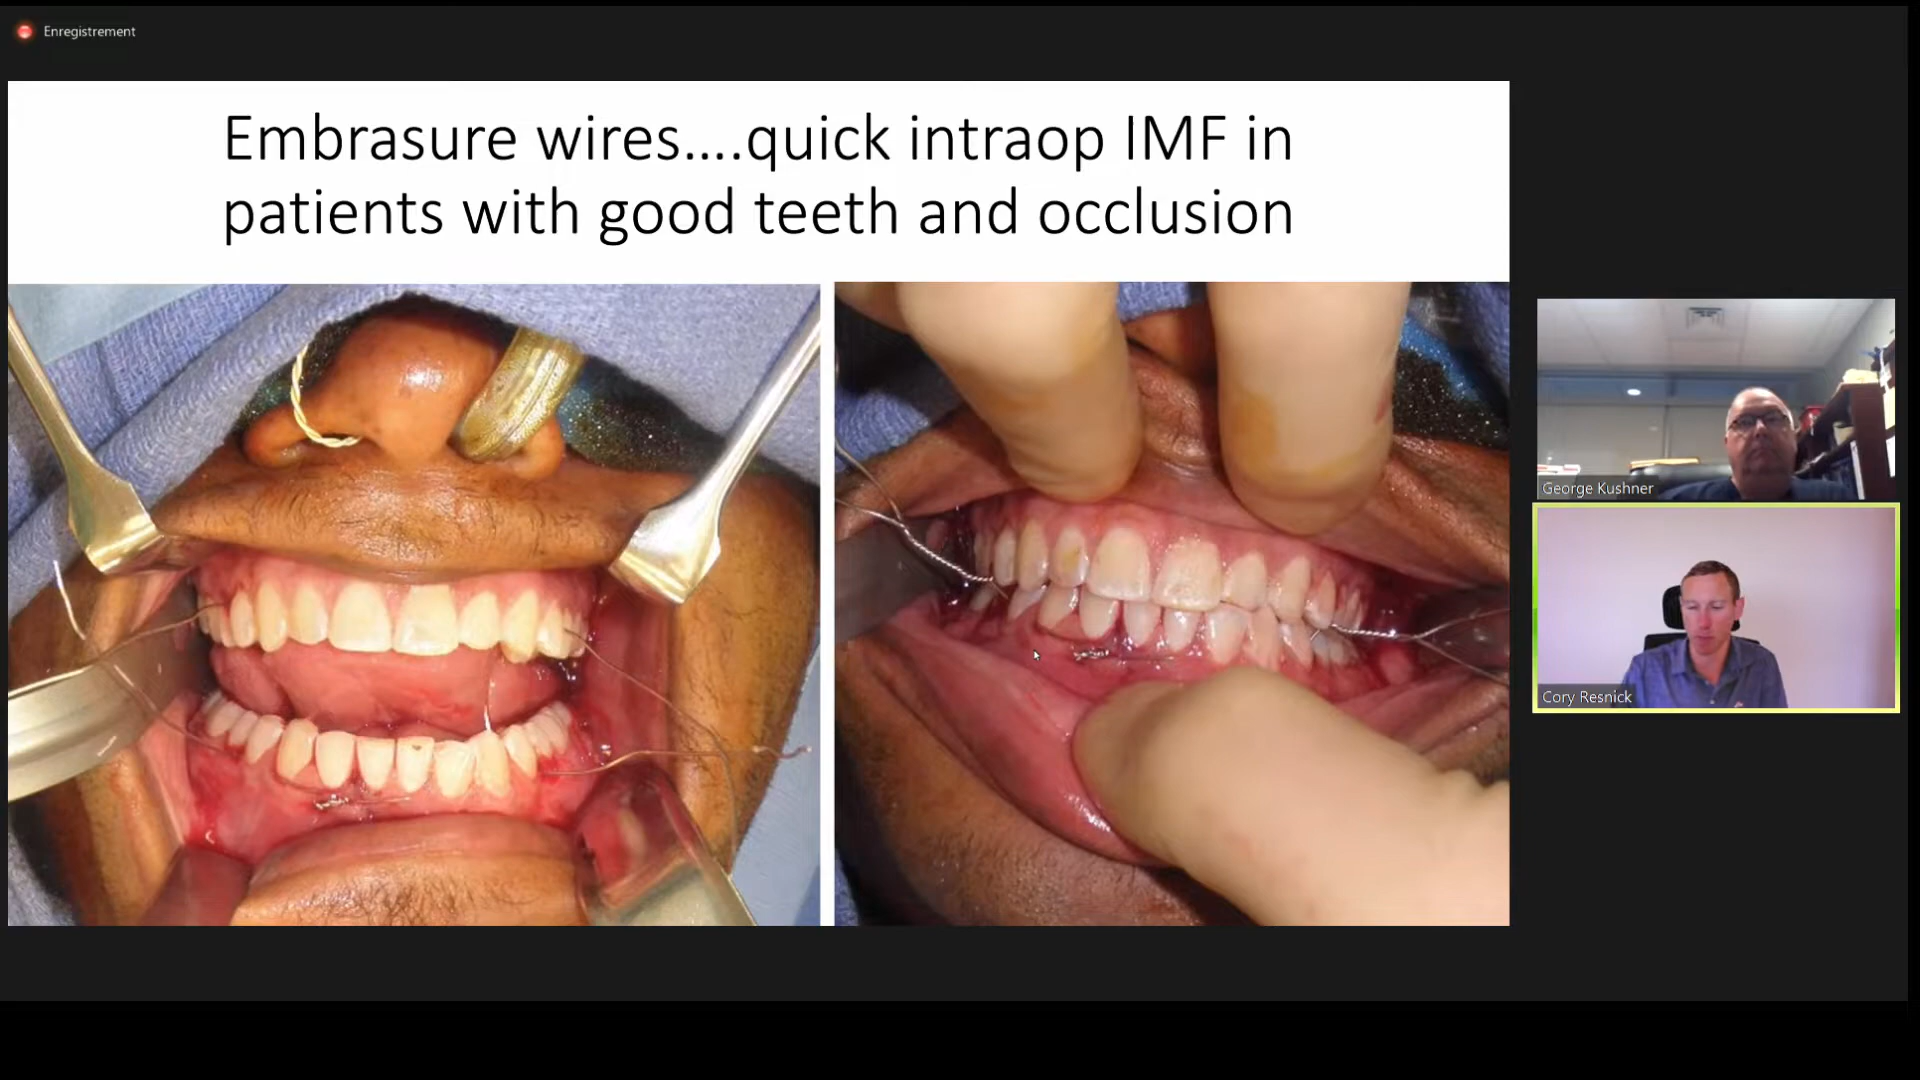 Enregistrement
Embrasure wires....quick intraop IMF in
patients with good teeth and occlusion
George Kushner
Cory Resnick